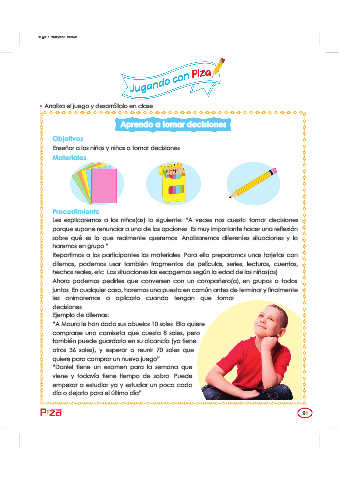 Jugando con Piza
• Analiza el juego y desarróllalo en clase
Aprendo a tomar decisiones
Objetivos
Enseñar a los niños y niñas a tomar decisiones
Materiales
Procedimiento
Les explicaremos a los niños(as) lo siguiente: "A veces nos cuesta tomar decisiones
porque supone renunciar a una de las opciones. Es muy importante hacer una reflexión
sobre qué es lo que realmente queremos. Analizaremos diferentes situaciones y lo
haremos en grupo."
Repartimos a los participantes los materiales. Para ello prepararemos unas tarjetas con
dilemas, podemos usar también fragmentos de películas, series, lecturas, cuentos,
hechos reales, etc. Las situaciones las escogemos según la edad de los niños(as)
Ahora podemos pedirles que conversen con un compañero(a), en grupos o todos
juntos. En cualquier caso, haremos una puesta en común antes de terminar y finalmente
les animaremos a aplicarlo cuando tengan que tomar
decisiones
Ejemplo de dilemas:
"A Maura le han dado sus abuelos 10 soles. Ella quiere
comprarse una camiseta que cuesta 8 soles, pero
también puede guardarlo en su alcancía (ya tiene
otros 36 soles), y esperar a reunir 70 soles que
quiere para comprar un nuevo juego"
"Daniel tiene un examen para la semana que
viene y todavía tiene tiempo de sobra. Puede
empezar a estudiar ya y estudiar un poco cada
día o dejarlo para el último día"
Piza